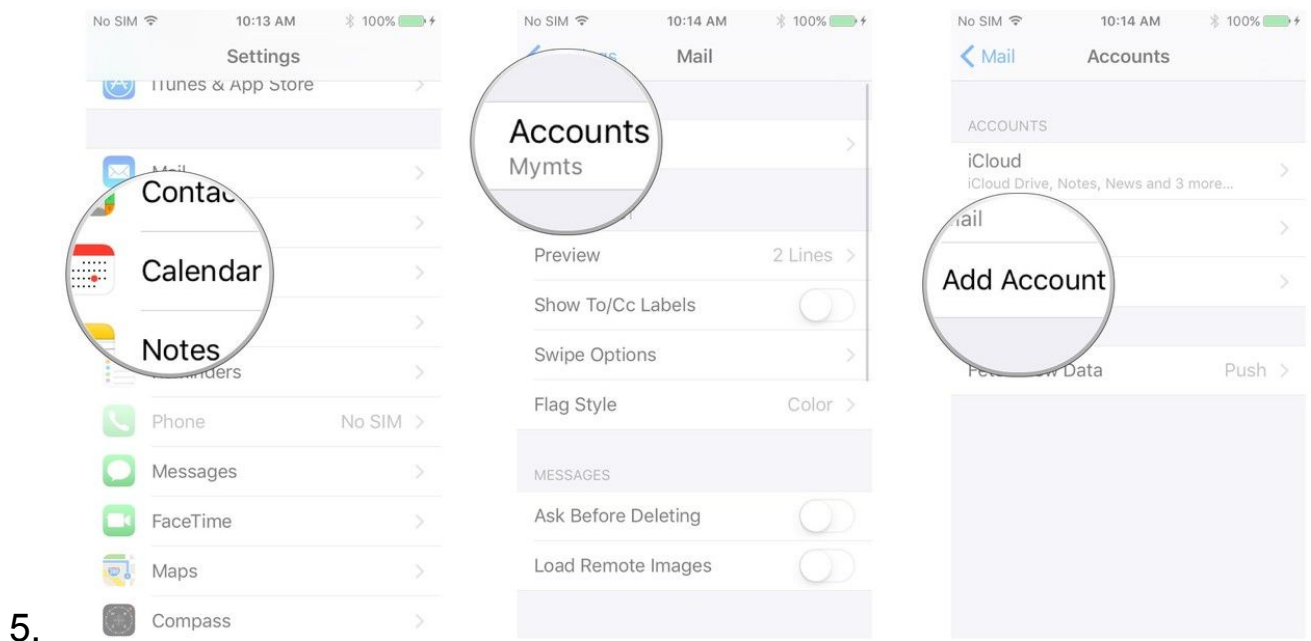 No SIM 10:13 AM 100%
Settings
iTunes & App Store
Mail
Contac
Calendar
Notes
Reminders
Phone No SIM
Messages
FaceTime
Maps
Compass
No SIM 10:14 AM 100%
Mail
Accounts
Mymts
Preview 2 Lines
Show To/Cc Labels
Swipe Options
Flag Style Color
MESSAGES
Ask Before Deleting
Load Remote Images
No SIM 10:14 AM 100%
Mail Accounts
ACCOUNTS
iCloud
iCloud Drive, Notes, News and 3 more...
ail
Add Account
Data Push
5.